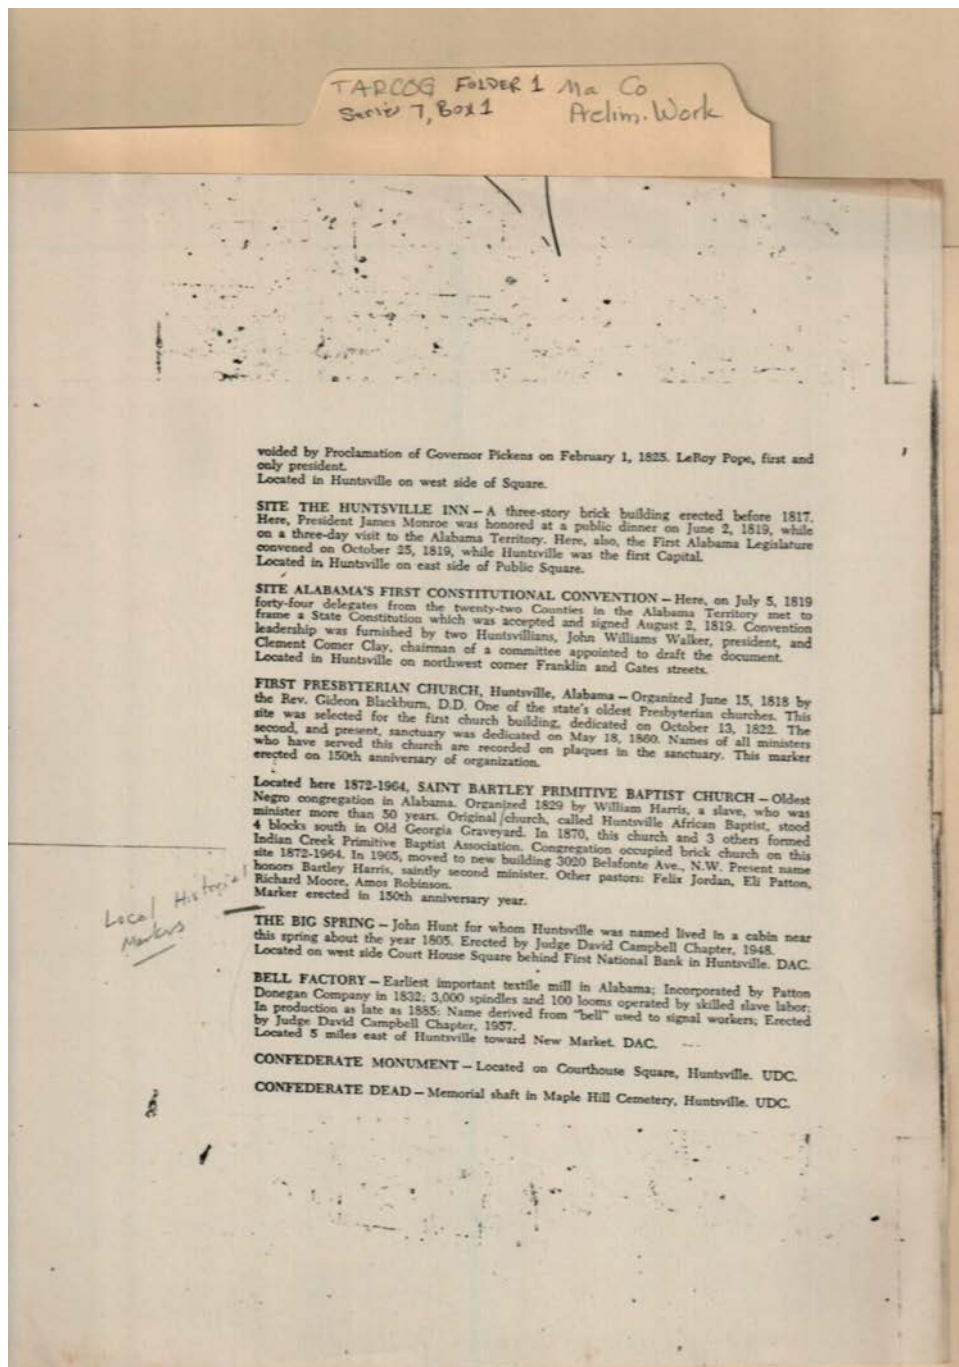 TARCOG FOLDER 1 Ma Co
Series 7, Box 1 Prelim. Work
voided by Proclamation of Governor Pickens on February 1, 1825. LeRoy Pope, first and
only president.
Located in Huntsville on west side of Square.
SITE THE HUNTSVILLE INN — A three-story brick building erected before 1817.
Here, President James Monroe was honored at a public dinner on June 2, 1819, while
on a three-day visit to the Alabama Territory. Here, also, the First Alabama Legislature
convened on October 25, 1819, while Huntsville was the first Capital.
Located in Huntsville on east side of Public Square.
SITE ALABAMA'S FIRST CONSTITUTIONAL CONVENTION — Here, on July 5, 1819
forty-four delegates from the twenty-two Counties in the Alabama Territory met to
frame a State Constitution which was accepted and signed August 2, 1819. Convention
leadership was furnished by two Huntsvillians, John Williams Walker, president, and
Clement Comer Clay, chairman of a committee appointed to draft the document.
Located in Huntsville on northwest corner Franklin and Gates streets.
FIRST PRESBYTERIAN CHURCH, Huntsville, Alabama — Organized June 15, 1818 by
the Rev. Gideon Blackburn, D.D. One of the state's oldest Presbyterian churches. This
site was selected for the first church building, dedicated on October 13, 1822. The
second, and present, sanctuary was dedicated on May 18, 1860. Names of all ministers
who have served this church are recorded on plaques in the sanctuary. This marker
erected on 150th anniversary of organization.
Located here 1872-1964, SAINT BARTLEY PRIMITIVE BAPTIST CHURCH — Oldest
Negro congregation in Alabama. Organized 1829 by William Harris, a slave, who was
minister more than 50 years. Original church, called Huntsville African Baptist, stood
4 blocks south in Old Georgia Graveyard. In 1870, this church and 3 others formed
Indian Creek Primitive Baptist Association. Congregation occupied brick church on this
site 1872-1964. In 1965, moved to new building 3020 Belafonte Ave., N.W. Present name
honors Bartley Harris, saintly second minister. Other pastors: Felix Jordan, Eli Patton,
Richard Moore, Amos Robinson.
Marker erected in 150th anniversary year.
Local Historical
Markers
THE BIG SPRING — John Hunt for whom Huntsville was named lived in a cabin near
this spring about the year 1805. Erected by Judge David Campbell Chapter, 1948.
Located on west side Court House Square behind First National Bank in Huntsville. DAC.
BELL FACTORY — Earliest important textile mill in Alabama; Incorporated by Patton
Donegan Company in 1832; 3,000 spindles and 100 looms operated by skilled slave labor;
In production as late as 1885: Name derived from "bell" used to signal workers; Erected
by Judge David Campbell Chapter, 1957.
Located 5 miles east of Huntsville toward New Market. DAC.
CONFEDERATE MONUMENT — Located on Courthouse Square, Huntsville. UDC.
CONFEDERATE DEAD — Memorial shaft in Maple Hill Cemetery, Huntsville. UDC.